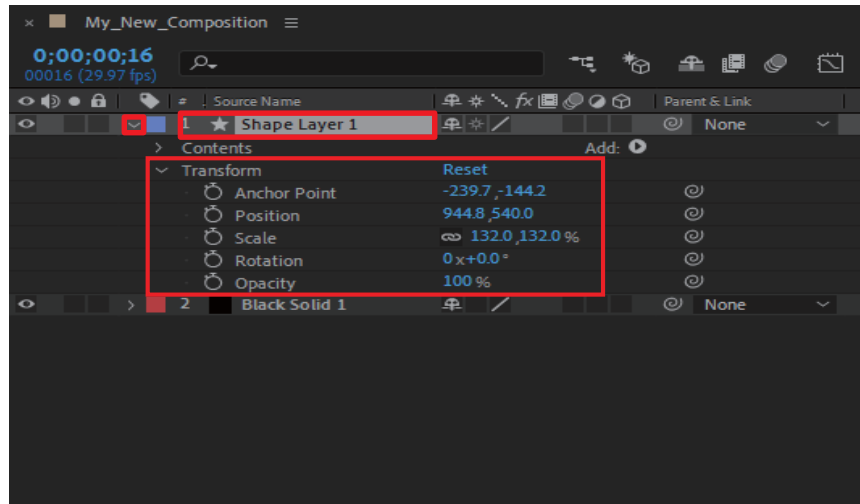 × My_New_Composition ≡
0;00;00;16
00016 (29.97 fps)
# Source Name fx Parent & Link
1 Shape Layer 1 None
Contents Add:
Transform Reset
Anchor Point -239.7,-144.2
Position 944.8,540.0
Scale 132.0,132.0 %
Rotation 0x+0.0°
Opacity 100 %
2 Black Solid 1 None